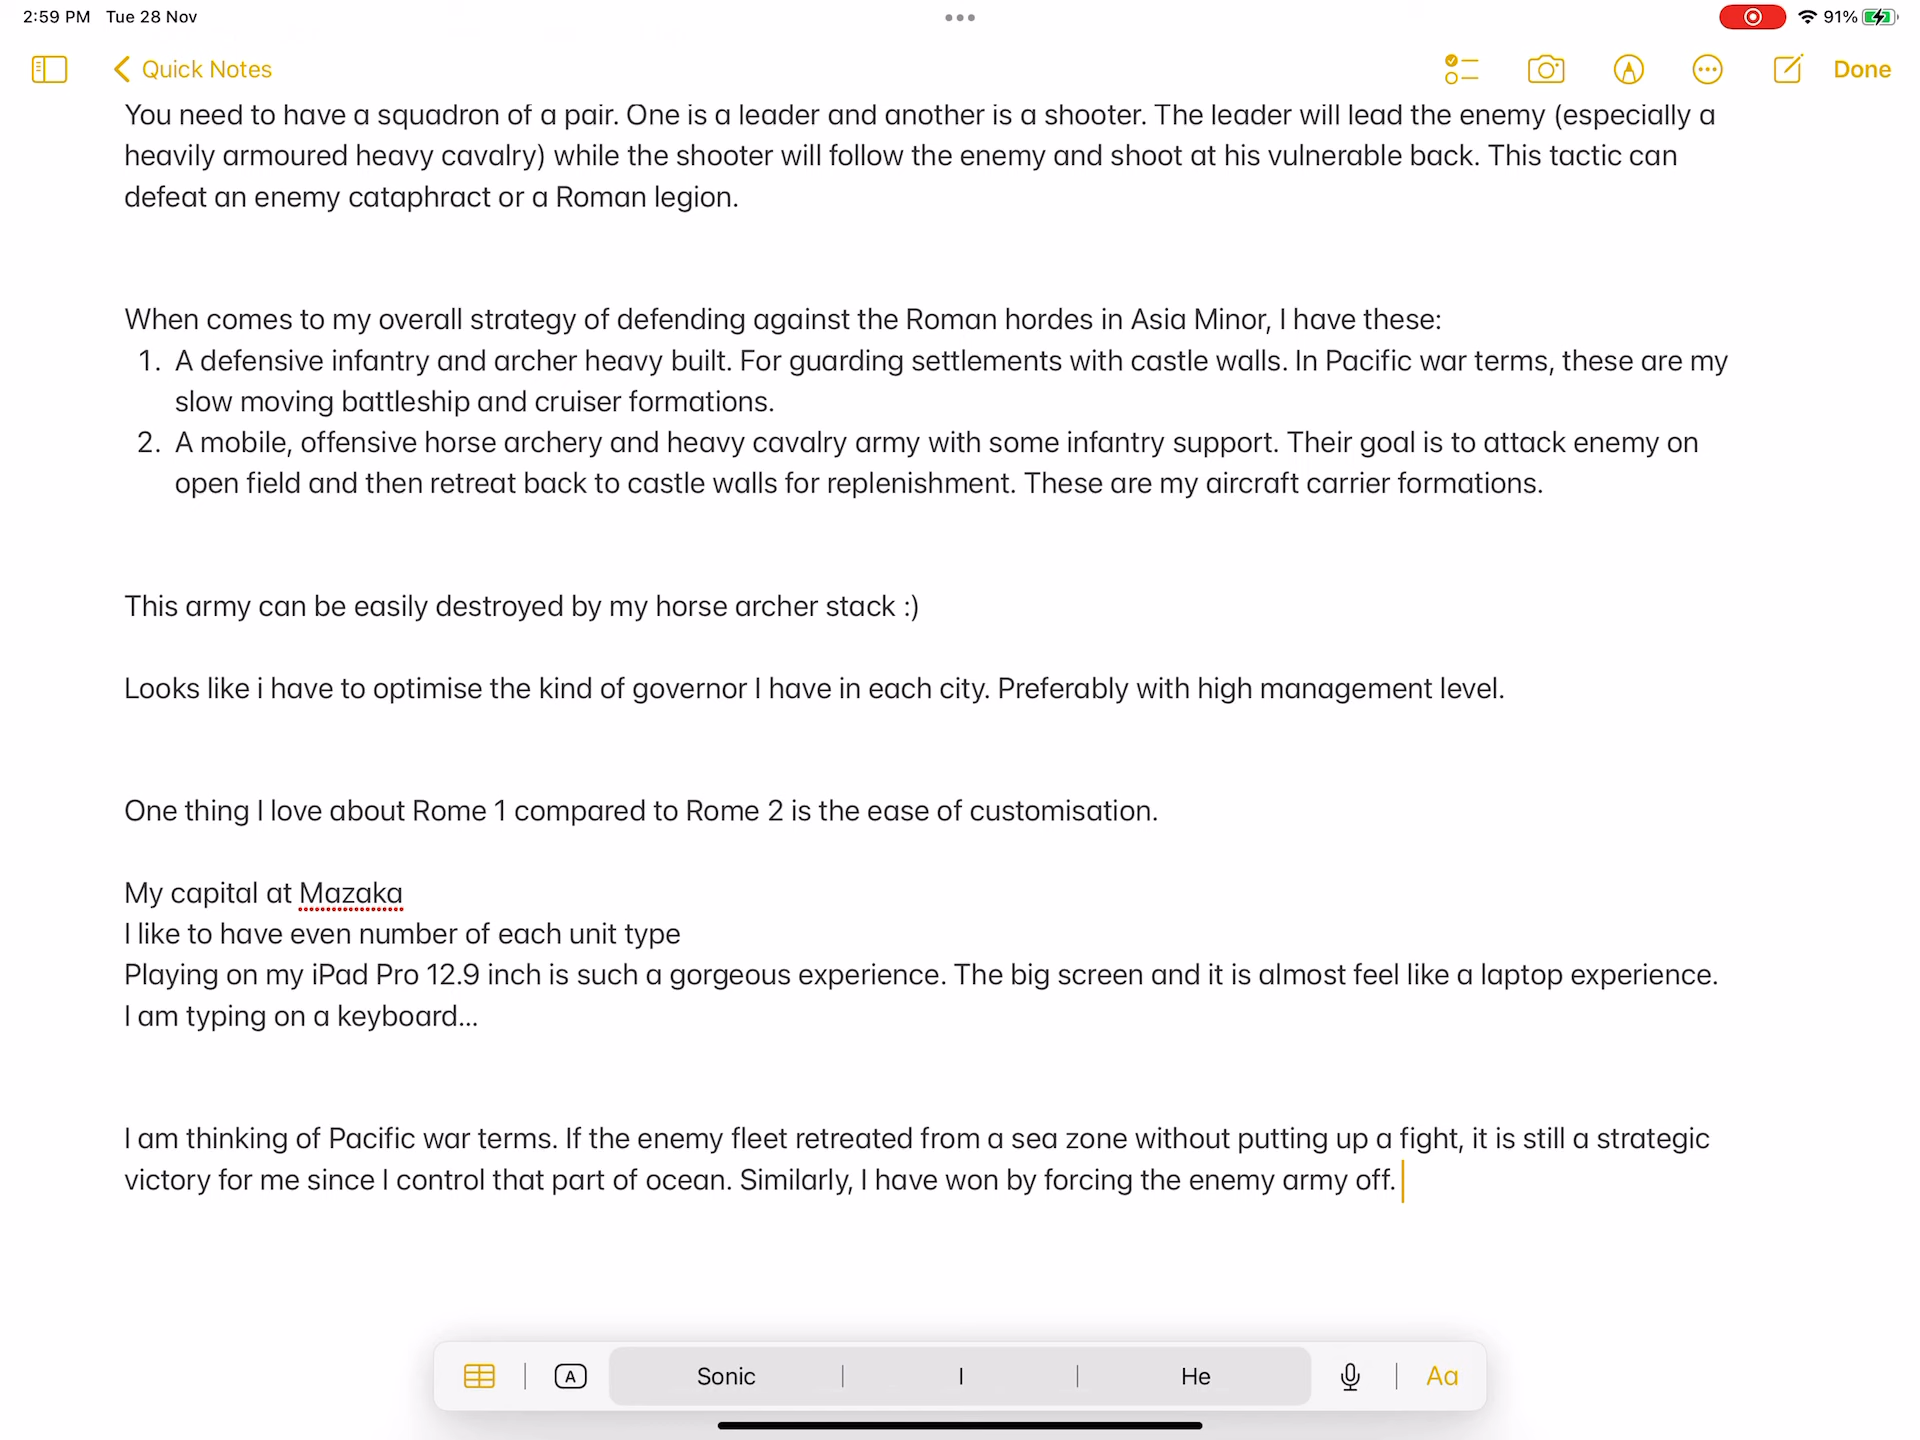 2:59 PM Tue 28 Nov
91%
Quick Notes
Done
You need to have a squadron of a pair. One is a leader and another is a shooter. The leader will lead the enemy (especially a
heavily armoured heavy cavalry) while the shooter will follow the enemy and shoot at his vulnerable back. This tactic can
defeat an enemy cataphract or a Roman legion.
When comes to my overall strategy of defending against the Roman hordes in Asia Minor, I have these:
1. A defensive infantry and archer heavy built. For guarding settlements with castle walls. In Pacific war terms, these are my
slow moving battleship and cruiser formations.
2. A mobile, offensive horse archery and heavy cavalry army with some infantry support. Their goal is to attack enemy on
open field and then retreat back to castle walls for replenishment. These are my aircraft carrier formations.
This army can be easily destroyed by my horse archer stack :)
Looks like i have to optimise the kind of governor I have in each city. Preferably with high management level.
One thing I love about Rome 1 compared to Rome 2 is the ease of customisation.
My capital at Mazaka
I like to have even number of each unit type
Playing on my iPad Pro 12.9 inch is such a gorgeous experience. The big screen and it is almost feel like a laptop experience.
I am typing on a keyboard...
I am thinking of Pacific war terms. If the enemy fleet retreated from a sea zone without putting up a fight, it is still a strategic
victory for me since I control that part of ocean. Similarly, I have won by forcing the enemy army off.
A Sonic I He Aa